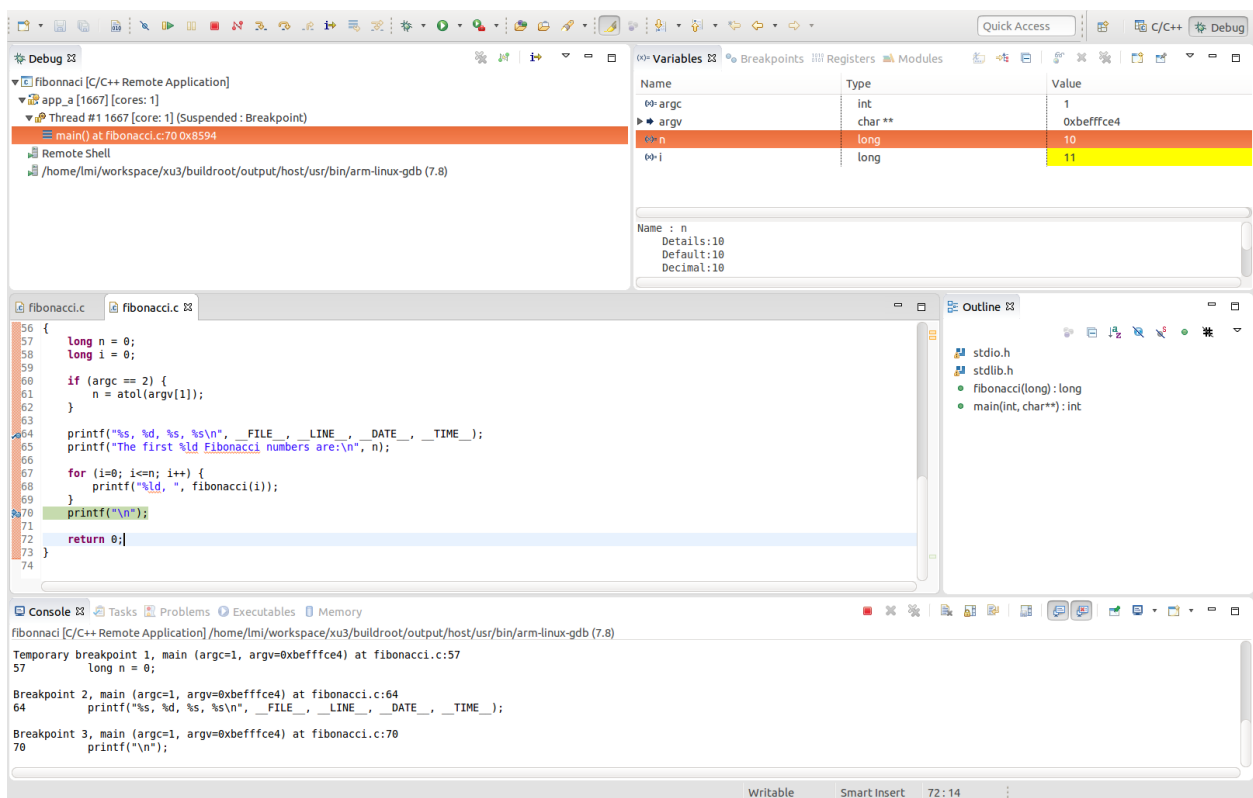 Quick Access
C/C++
Debug
Debug
fibonnaci [C/C++ Remote Application]
app_a [1667] [cores: 1]
Thread #1 1667 [core: 1] (Suspended : Breakpoint)
main() at fibonacci.c:70 0x8594
Remote Shell
/home/lmi/workspace/xu3/buildroot/output/host/usr/bin/arm-linux-gdb (7.8)
(x)= Variables Breakpoints Registers Modules
Name Type Value
(x)= argc int 1
argv char ** 0xbefffce4
(x)= n long 10
(x)= i long 11
Name : n
Details:10
Default:10
Decimal:10
fibonacci.c fibonacci.c
56 {
57 long n = 0;
58 long i = 0;
59
60 if (argc == 2) {
61 n = atol(argv[1]);
62 }
63
64 printf("%s, %d, %s, %s\n", __FILE__, __LINE__, __DATE__, __TIME__);
65 printf("The first %ld Fibonacci numbers are:\n", n);
66
67 for (i=0; i<=n; i++) {
68 printf("%ld, ", fibonacci(i));
69 }
70 printf("\n");
71
72 return 0;
73 }
74
Outline
stdio.h
stdlib.h
fibonacci(long) : long
main(int, char**) : int
Console Tasks Problems Executables Memory
fibonnaci [C/C++ Remote Application] /home/lmi/workspace/xu3/buildroot/output/host/usr/bin/arm-linux-gdb (7.8)
Temporary breakpoint 1, main (argc=1, argv=0xbefffce4) at fibonacci.c:57
57 long n = 0;
Breakpoint 2, main (argc=1, argv=0xbefffce4) at fibonacci.c:64
64 printf("%s, %d, %s, %s\n", __FILE__, __LINE__, __DATE__, __TIME__);
Breakpoint 3, main (argc=1, argv=0xbefffce4) at fibonacci.c:70
70 printf("\n");
Writable Smart Insert 72 : 14